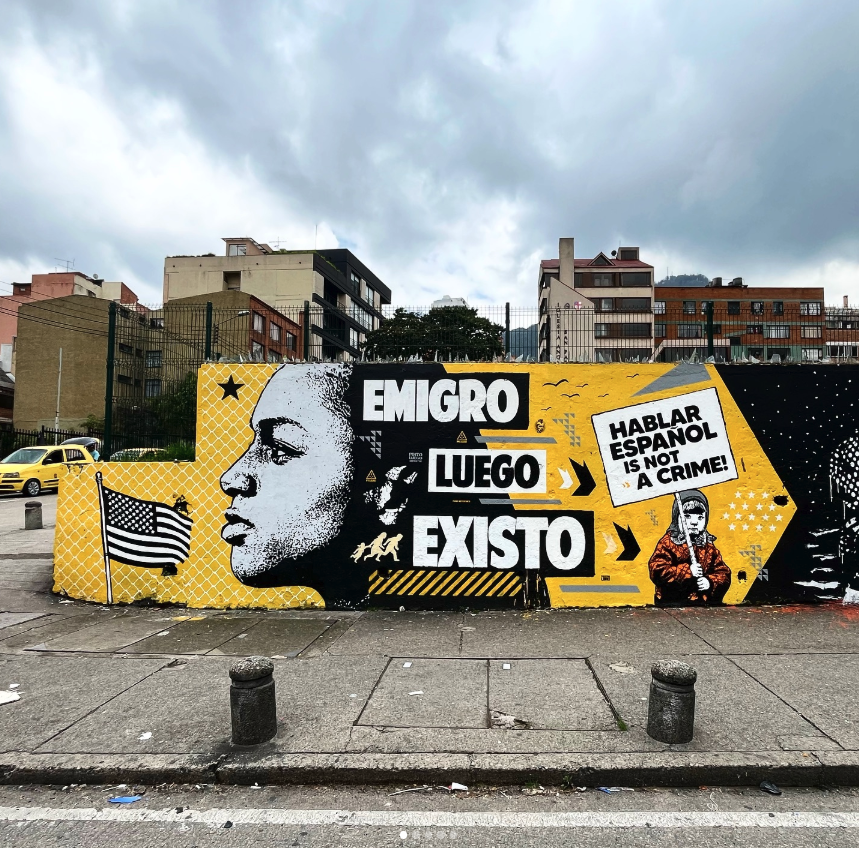 EMIGRO
LUEGO
EXISTO
HABLAR
ESPAÑOL
IS NOT
A CRIME!